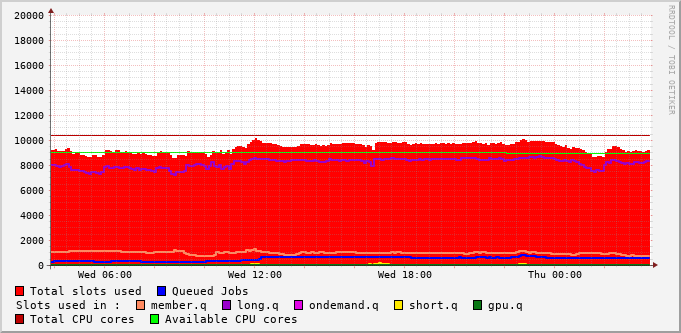 20000
18000
16000
14000
12000
10000
8000
6000
4000
2000
0
Wed 06:00 Wed 12:00 Wed 18:00 Thu 00:00
RRDTOOL / TOBI OETIKER
Total slots used Queued Jobs
Slots used in : member.q long.q ondemand.q short.q gpu.q
Total CPU cores Available CPU cores